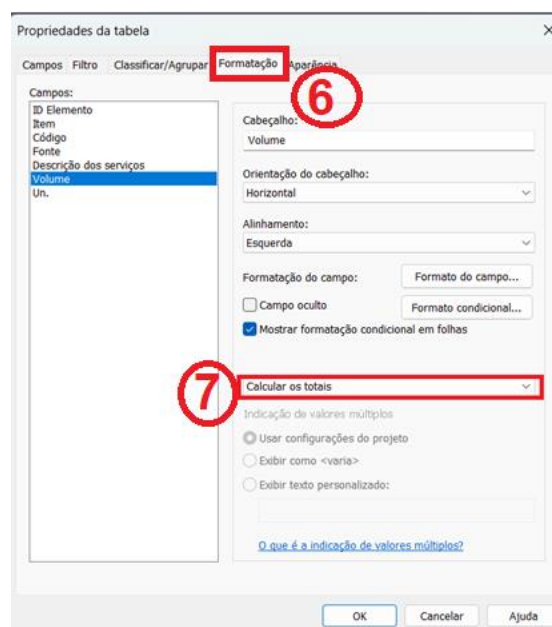 Propriedades da tabela
Campos Filtro Classificar/Agrupar Formatação Aparência
6
Campos:
ID Elemento
Item
Código
Fonte
Descrição dos serviços
Volume
Un.
Cabeçalho:
Volume
Orientação do cabeçalho:
Horizontal
Alinhamento:
Esquerda
Formatação do campo: Formato do campo...
Campo oculto Formato condicional...
Mostrar formatação condicional em folhas
7
Calcular os totais
Indicação de valores múltiplos
Usar configurações do projeto
Exibir como <varia>
Exibir texto personalizado:
O que é a indicação de valores múltiplos?
OK Cancelar Ajuda